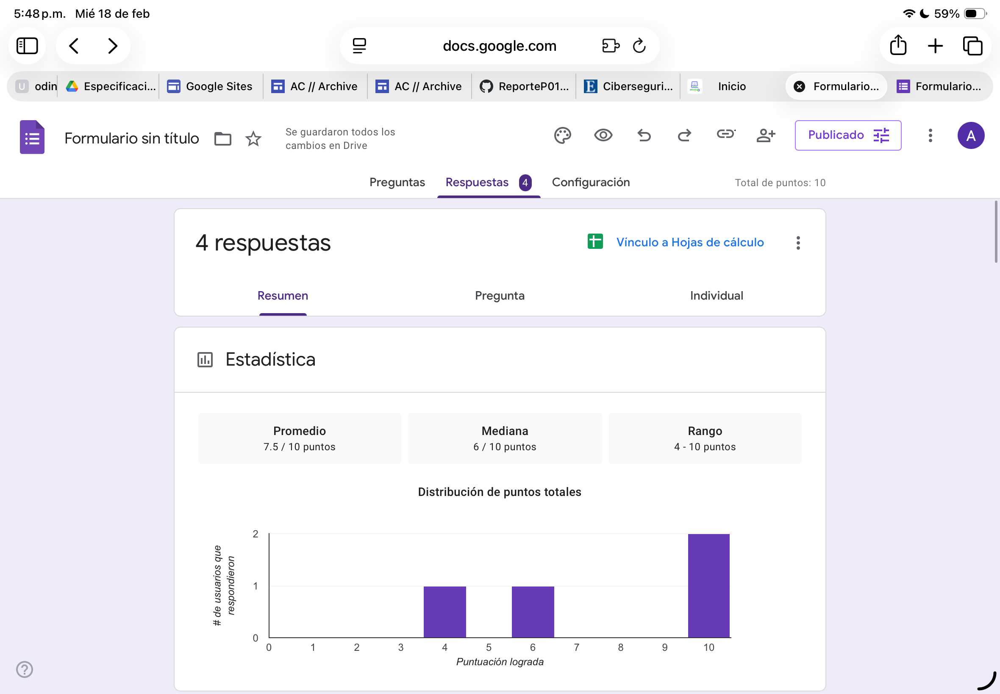 5:48 p.m. Mié 18 de feb
59%
docs.google.com
U odin
Especificaci...
Google Sites
AC // Archive
AC // Archive
ReporteP01...
E Ciberseguri...
Inicio
Formulario...
Formulario...
Formulario sin título
Se guardaron todos los
cambios en Drive
Publicado
A
Preguntas
Respuestas 4
Configuración
Total de puntos: 10
4 respuestas
Vínculo a Hojas de cálculo
Resumen
Pregunta
Individual
Estadística
Promedio
7.5 / 10 puntos
Mediana
6 / 10 puntos
Rango
4 - 10 puntos
Distribución de puntos totales
# de usuarios que
respondieron
2
1
0
0 1 2 3 4 5 6 7 8 9 10
Puntuación lograda